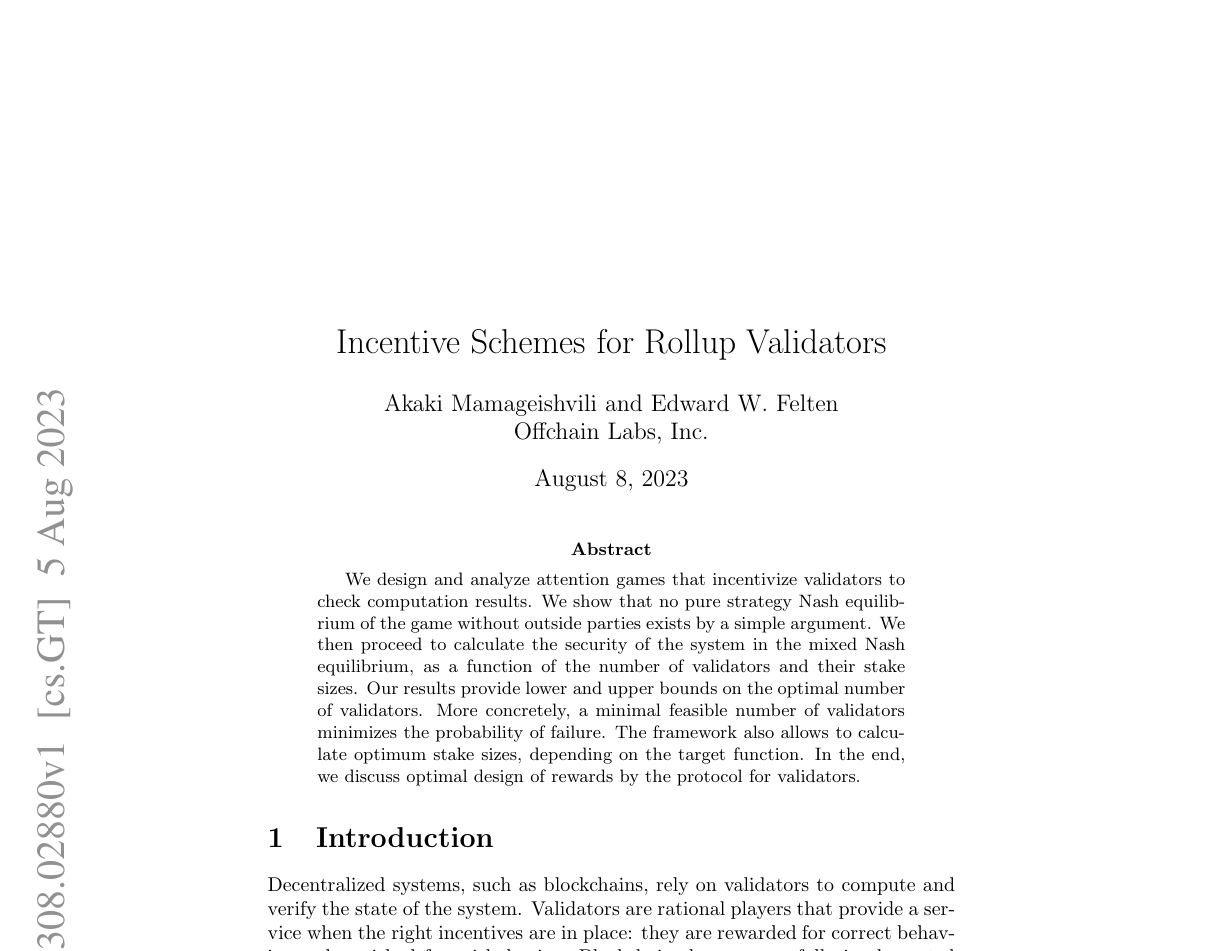 Incentive Schemes for Rollup Validators
Akaki Mamageishvili and Edward W. Felten
Offchain Labs, Inc.
August 8, 2023
Abstract
We design and analyze attention games that incentivize validators to
check computation results. We show that no pure strategy Nash equilib-
rium of the game without outside parties exists by a simple argument. We
then proceed to calculate the security of the system in the mixed Nash
equilibrium, as a function of the number of validators and their stake
sizes. Our results provide lower and upper bounds on the optimal number
of validators. More concretely, a minimal feasible number of validators
minimizes the probability of failure. The framework also allows to calcu-
late optimum stake sizes, depending on the target function. In the end,
we discuss optimal design of rewards by the protocol for validators.
1 Introduction
Decentralized systems, such as blockchains, rely on validators to compute and
verify the state of the system. Validators are rational players that provide a ser-
vice when the right incentives are in place: they are rewarded for correct behav-
308.02880v1 [cs.GT] 5 Aug 2023